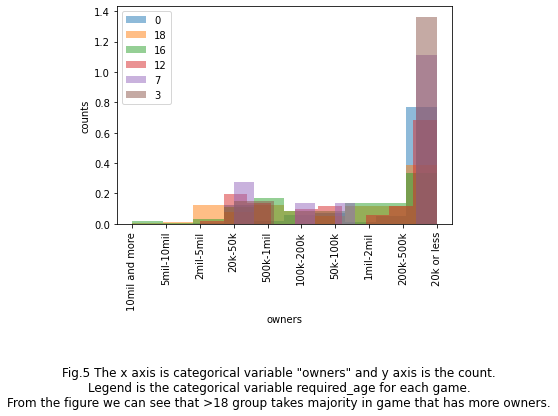 1.4
1.2
1.0
0.8
0.6
0.4
0.2
0.0
counts
0
18
16
12
7
3
10mil and more
5mil-10mil
2mil-5mil
20k-50k
500k-1mil
100k-200k
50k-100k
1mil-2mil
200k-500k
20k or less
owners
Fig.5 The x axis is categorical variable "owners" and y axis is the count.
Legend is the categorical variable required_age for each game.
From the figure we can see that >18 group takes majority in game that has more owners.